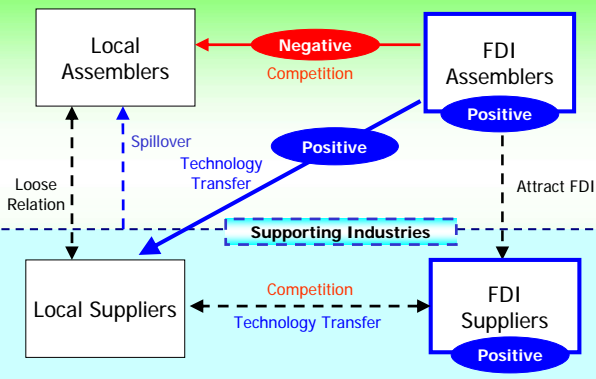 Local
Assemblers
Negative
Competition
FDI
Assemblers
Positive
Spillover
Technology
Transfer
Positive
Loose
Relation
Attract FDI
Supporting Industries
Local Suppliers
Competition
Technology Transfer
FDI
Suppliers
Positive